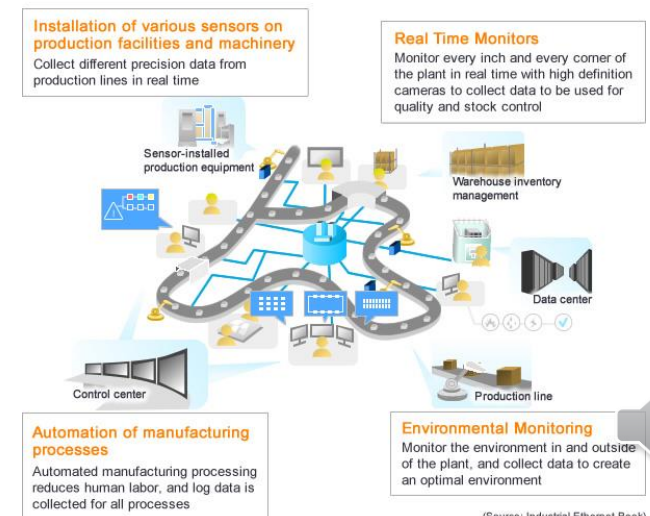 Installation of various sensors on
production facilities and machinery
Collect different precision data from
production lines in real time
Real Time Monitors
Monitor every inch and every corner of
the plant in real time with high definition
cameras to collect data to be used for
quality and stock control
Sensor-installed
production equipment
Warehouse inventory
management
Data center
Control center
Production line
Automation of manufacturing
processes
Automated manufacturing processing
reduces human labor, and log data is
collected for all processes
Environmental Monitoring
Monitor the environment in and outside
of the plant, and collect data to create
an optimal environment
(Source: Industrial Ethernet Book)